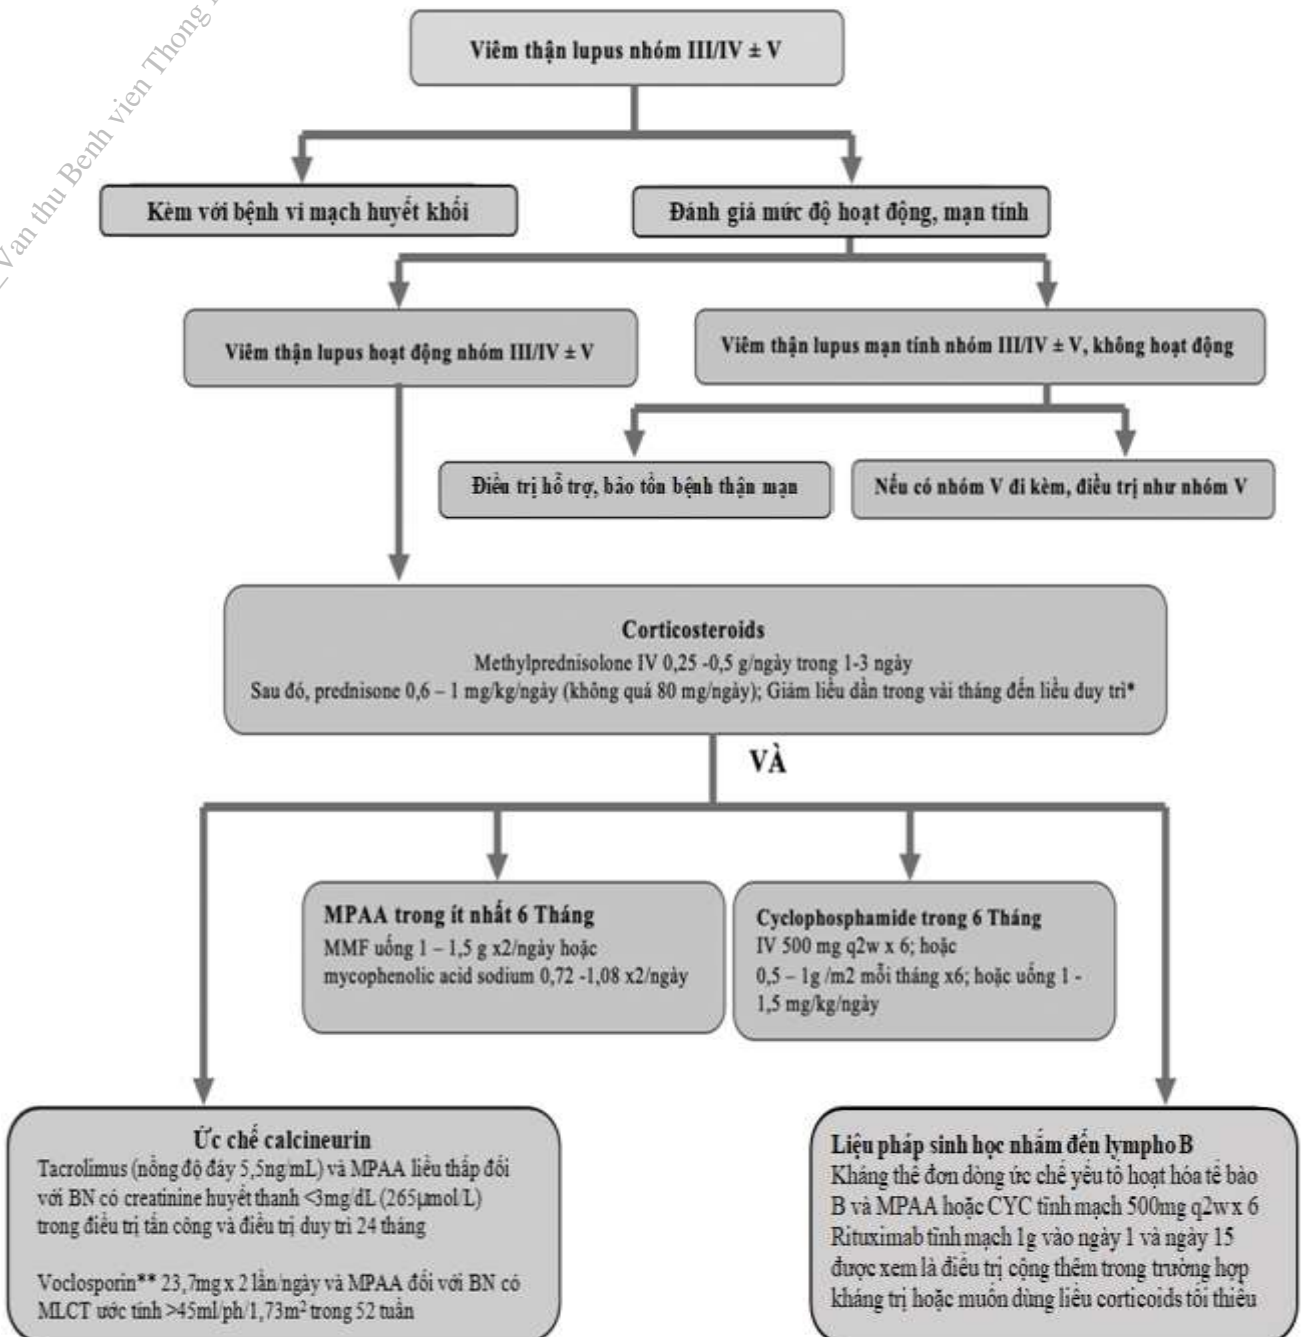 _Van thu Benh vien Thong
Viêm thận lupus nhóm III/IV ± V
Kèm với bệnh vi mạch huyết khối
Đánh giá mức độ hoạt động, mạn tính
Viêm thận lupus hoạt động nhóm III/IV ± V
Viêm thận lupus mạn tính nhóm III/IV ± V, không hoạt động
Điều trị hỗ trợ, bảo tồn bệnh thận mạn
Nếu có nhóm V đi kèm, điều trị như nhóm V
Corticosteroids
Methylprednisolone IV 0,25 -0,5 g/ngày trong 1-3 ngày
Sau đó, prednisone 0,6 – 1 mg/kg/ngày (không quá 80 mg/ngày); Giảm liều dần trong vài tháng đến liều duy trì*
VÀ
MPAA trong ít nhất 6 Tháng
MMF uống 1 – 1,5 g x2/ngày hoặc
mycophenolic acid sodium 0,72 -1,08 x2/ngày
Cyclophosphamide trong 6 Tháng
IV 500 mg q2w x 6; hoặc
0,5 – 1g /m2 mỗi tháng x6; hoặc uống 1 -
1,5 mg/kg/ngày
Ức chế calcineurin
Tacrolimus (nồng độ đáy 5,5ng/mL) và MPAA liều thấp đối
với BN có creatinine huyết thanh <3mg/dL (265µmol/L)
trong điều trị tấn công và điều trị duy trì 24 tháng
Voclosporin** 23,7mg x 2 lần/ngày và MPAA đối với BN có
MLCT ước tính >45ml/ph/1,73m² trong 52 tuần
Liệu pháp sinh học nhắm đến lympho B
Kháng thể đơn dòng ức chế yếu tố hoạt hóa tế bào
B và MPAA hoặc CYC tĩnh mạch 500mg q2w x 6
Rituximab tĩnh mạch 1g vào ngày 1 và ngày 15
được xem là điều trị cộng thêm trong trường hợp
kháng trị hoặc muốn dùng liều corticoids tối thiểu